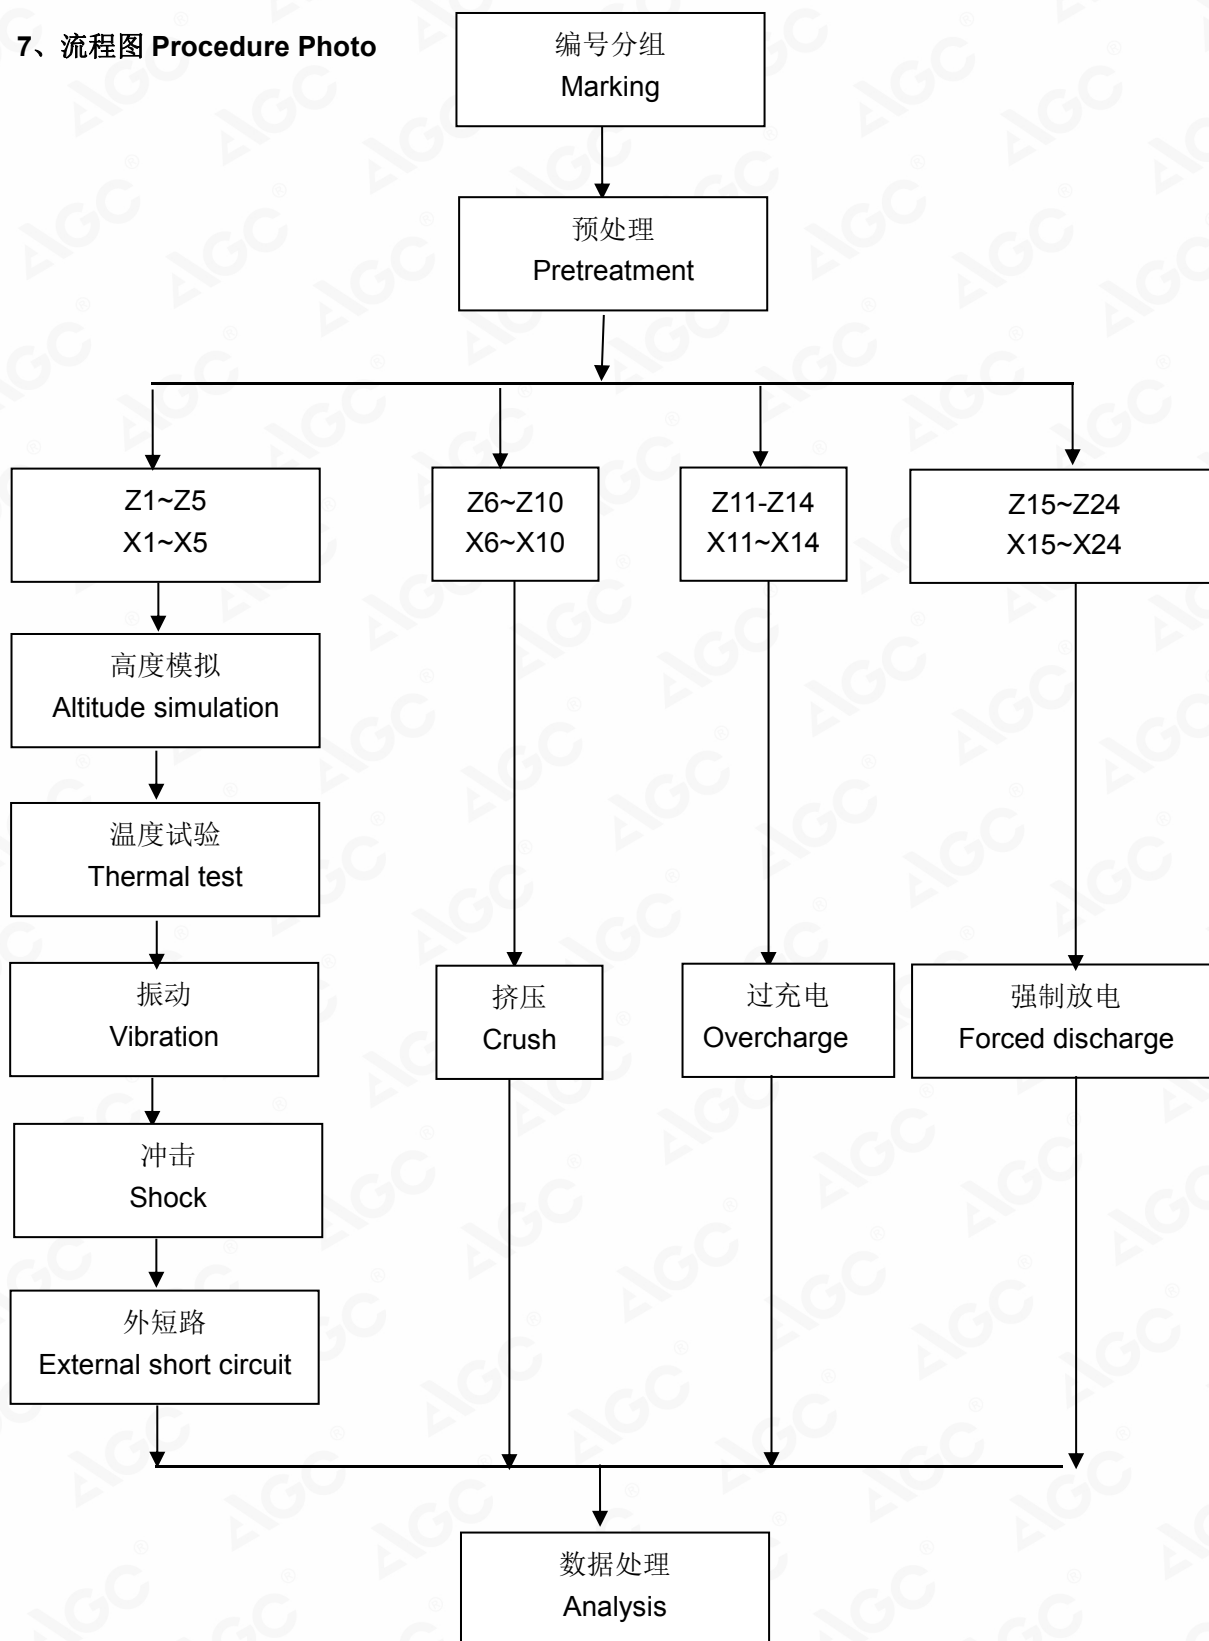 7、流程图 Procedure Photo
编号分组
Marking
预处理
Pretreatment
Z1~Z5
X1~X5
Z6~Z10
X6~X10
Z11-Z14
X11~X14
Z15~Z24
X15~X24
高度模拟
Altitude simulation
温度试验
Thermal test
振动
Vibration
挤压
Crush
过充电
Overcharge
强制放电
Forced discharge
冲击
Shock
外短路
External short circuit
数据处理
Analysis